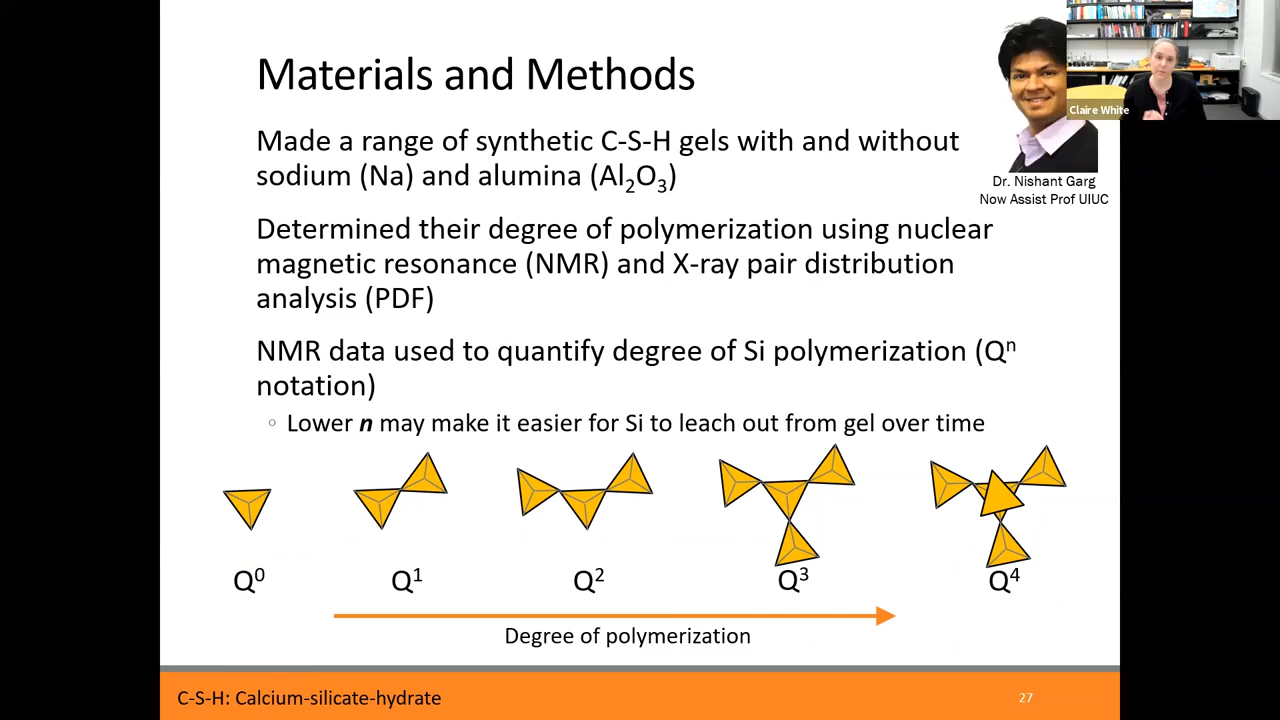 Materials and Methods
Claire White
Made a range of synthetic C-S-H gels with and without
sodium (Na) and alumina (Al₂O₃)
Dr. Nishant Garg
Now Assist Prof UIUC
Determined their degree of polymerization using nuclear
magnetic resonance (NMR) and X-ray pair distribution
analysis (PDF)
NMR data used to quantify degree of Si polymerization (Qⁿ
notation)
◦ Lower n may make it easier for Si to leach out from gel over time
Q⁰ Q¹ Q² Q³ Q⁴
Degree of polymerization
C-S-H: Calcium-silicate-hydrate
27